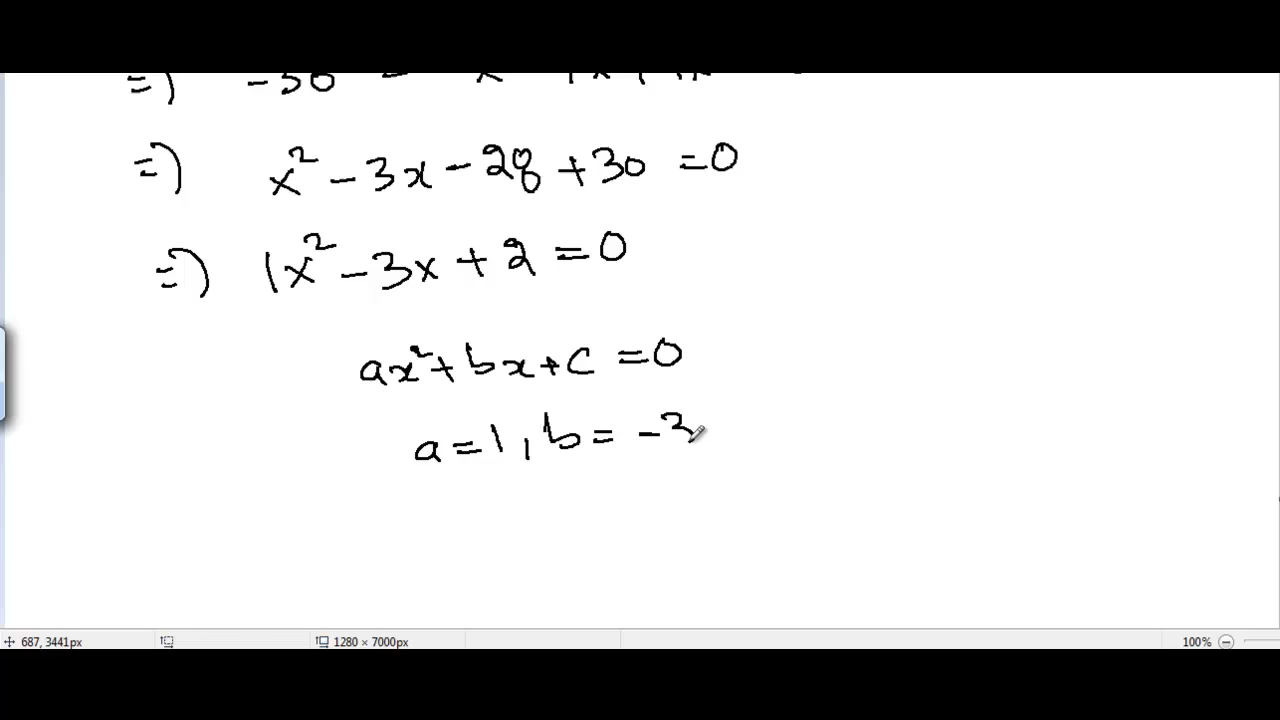 =) -30 =
=) x² - 3x - 28 + 30 = 0
=) 1x² - 3x + 2 = 0
ax² + bx + c = 0
a = 1, b = -3
687, 3441px 1280 × 7000px 100%